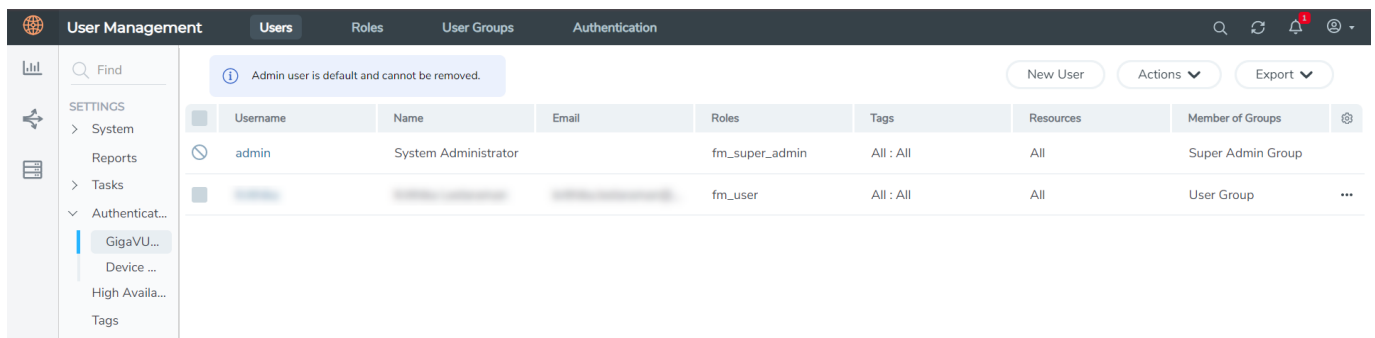 User Management Users Roles User Groups Authentication 1
Find
Admin user is default and cannot be removed. New User Actions Export
SETTINGS
System
Reports
Tasks
Authenticat...
GigaVU...
Device ...
High Availa...
Tags
Username Name Email Roles Tags Resources Member of Groups
admin System Administrator fm_super_admin All : All All Super Admin Group
fm_user All : All All User Group